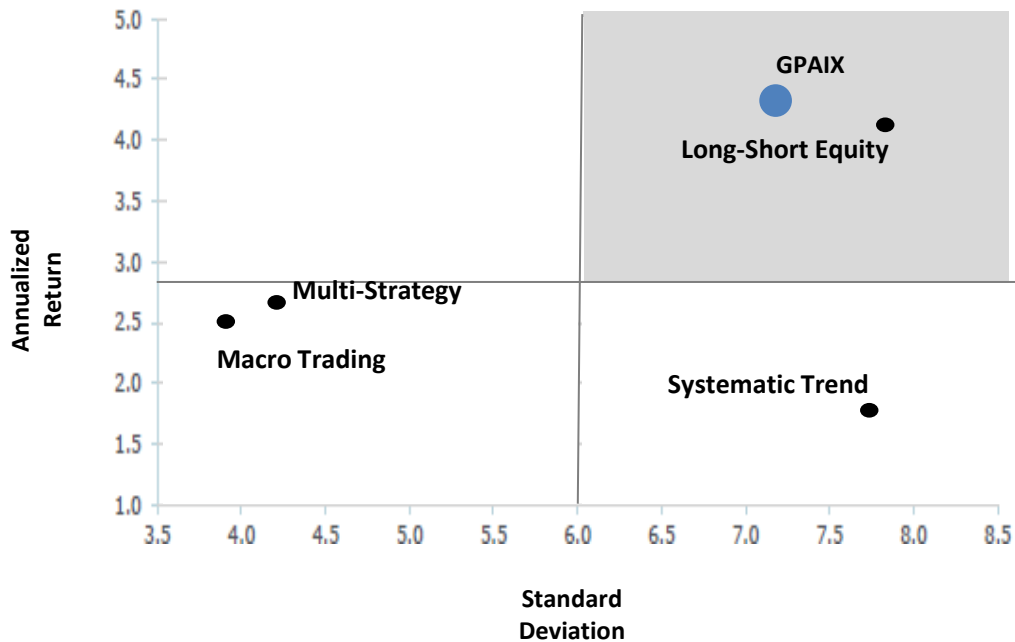 5.0
4.5
4.0
3.5
3.0
2.5
2.0
1.5
1.0
Annualized
Return
GPAIX
Long-Short Equity
Multi-Strategy
Macro Trading
Systematic Trend
3.5 4.0 4.5 5.0 5.5 6.0 6.5 7.0 7.5 8.0 8.5
Standard
Deviation